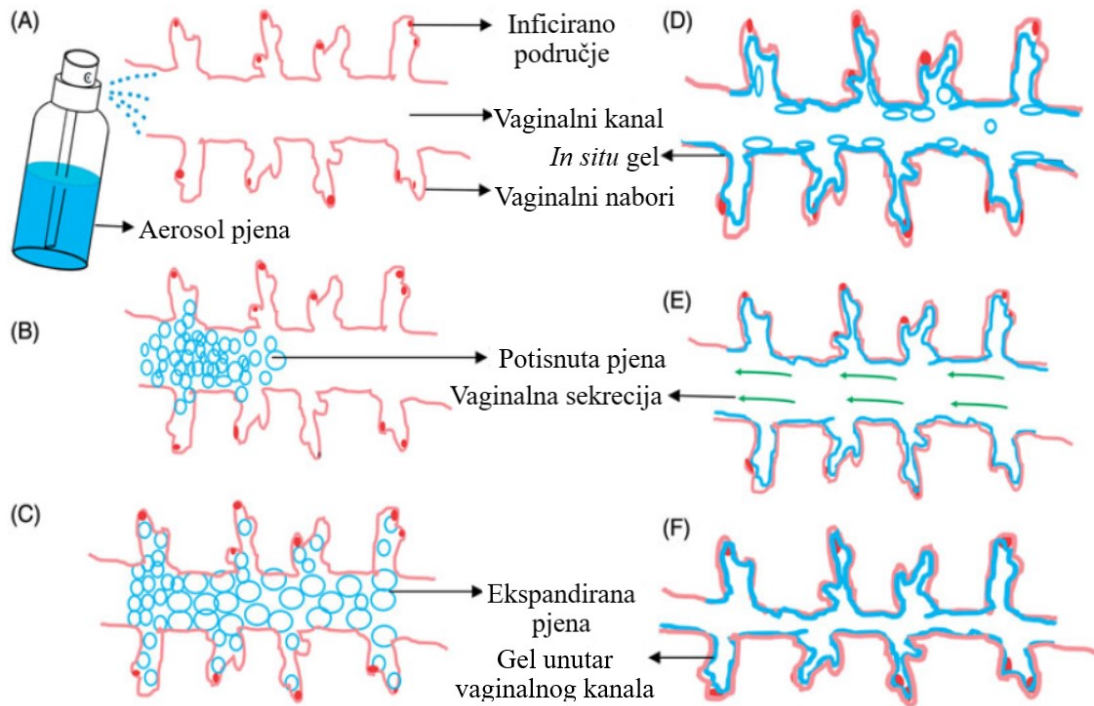 (A)
Inficirano
područje
Vaginalni kanal
Vaginalni nabori
Aerosol pjena
(B)
Potisnuta pjena
(C)
Ekspandirana
pjena
(D)
In situ gel
(E)
Vaginalna sekrecija
(F)
Gel unutar
vaginalnog kanala